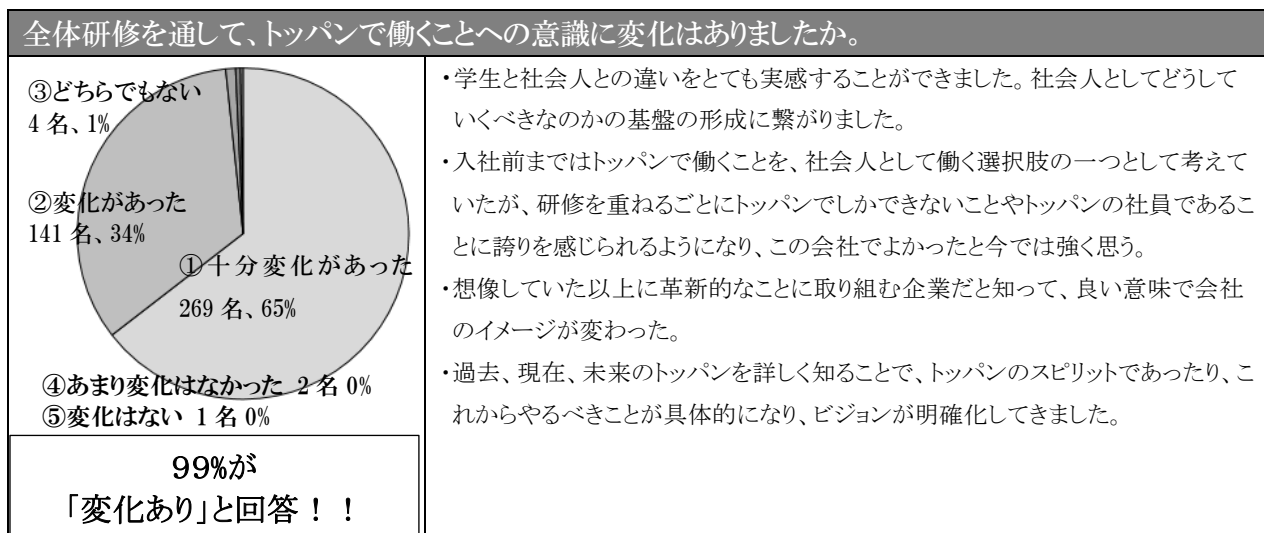 全体研修を通して、トッパンで働くことへの意識に変化はありましたか。
③どちらでもない
4 名、1%
②変化があった
141 名、34%
①十分変化があった
269 名、65%
④あまり変化はなかった 2 名 0%
⑤変化はない 1 名 0%
99%が
「変化あり」と回答！！
・学生と社会人との違いをとても実感することができました。社会人としてどうして
いくべきなのかの基盤の形成に繋がりました。
・入社前まではトッパンで働くことを、社会人として働く選択肢の一つとして考えて
いたが、研修を重ねるごとにトッパンでしかできないことやトッパンの社員であるこ
とに誇りを感じられるようになり、この会社でよかったと今では強く思う。
・想像していた以上に革新的なことに取り組む企業だと知って、良い意味で会社
のイメージが変わった。
・過去、現在、未来のトッパンを詳しく知ることで、トッパンのスピリットであったり、こ
れからやるべきことが具体的になり、ビジョンが明確化してきました。